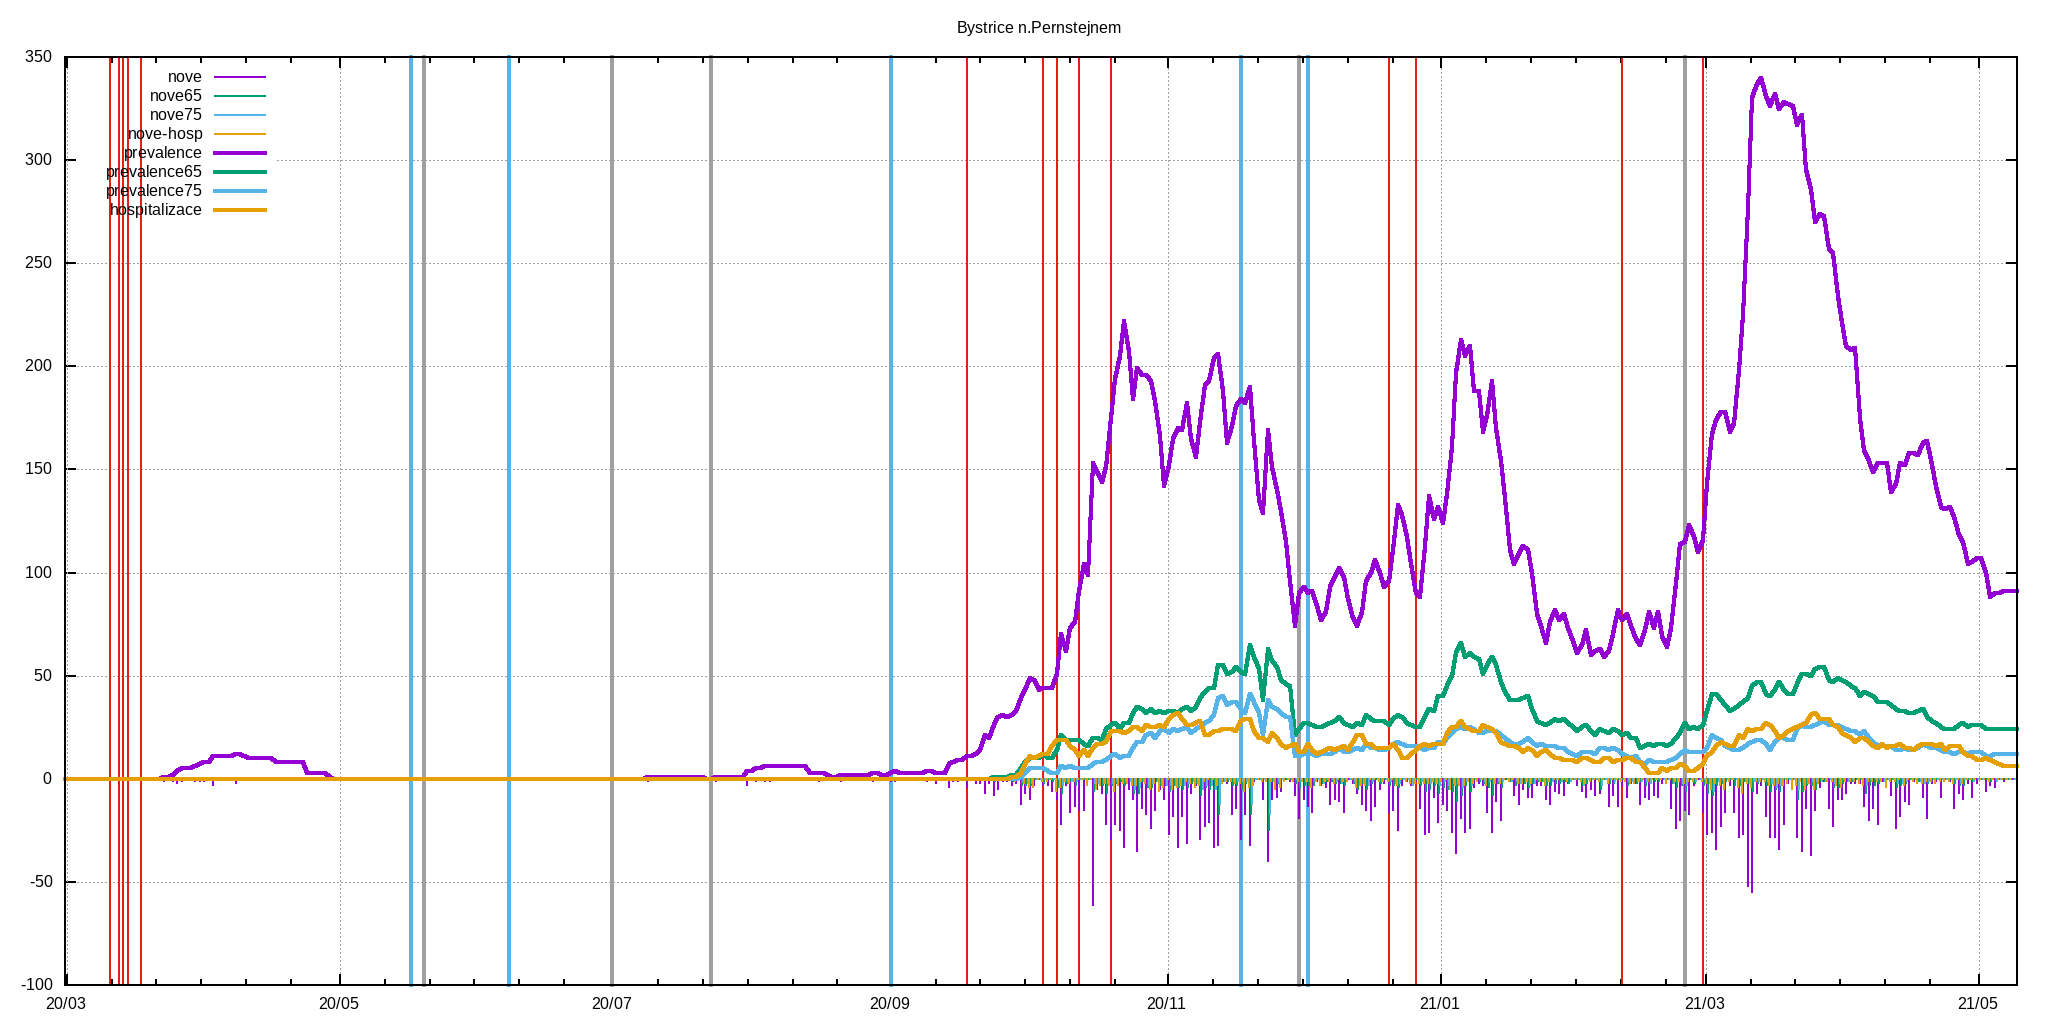 Bystrice n.Pernstejnem
350
300
250
200
150
100
50
0
-50
-100
nove
nove65
nove75
nove-hosp
prevalence
prevalence65
prevalence75
hospitalizace
20/03
20/05
20/07
20/09
20/11
21/01
21/03
21/05